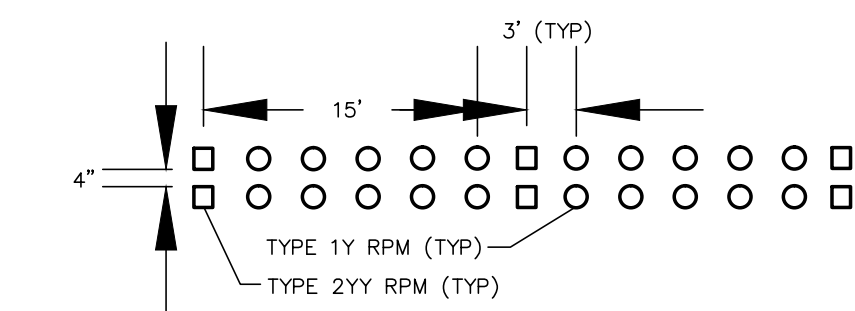 3' (TYP)
15'
4"
TYPE 1Y RPM (TYP)
TYPE 2YY RPM (TYP)